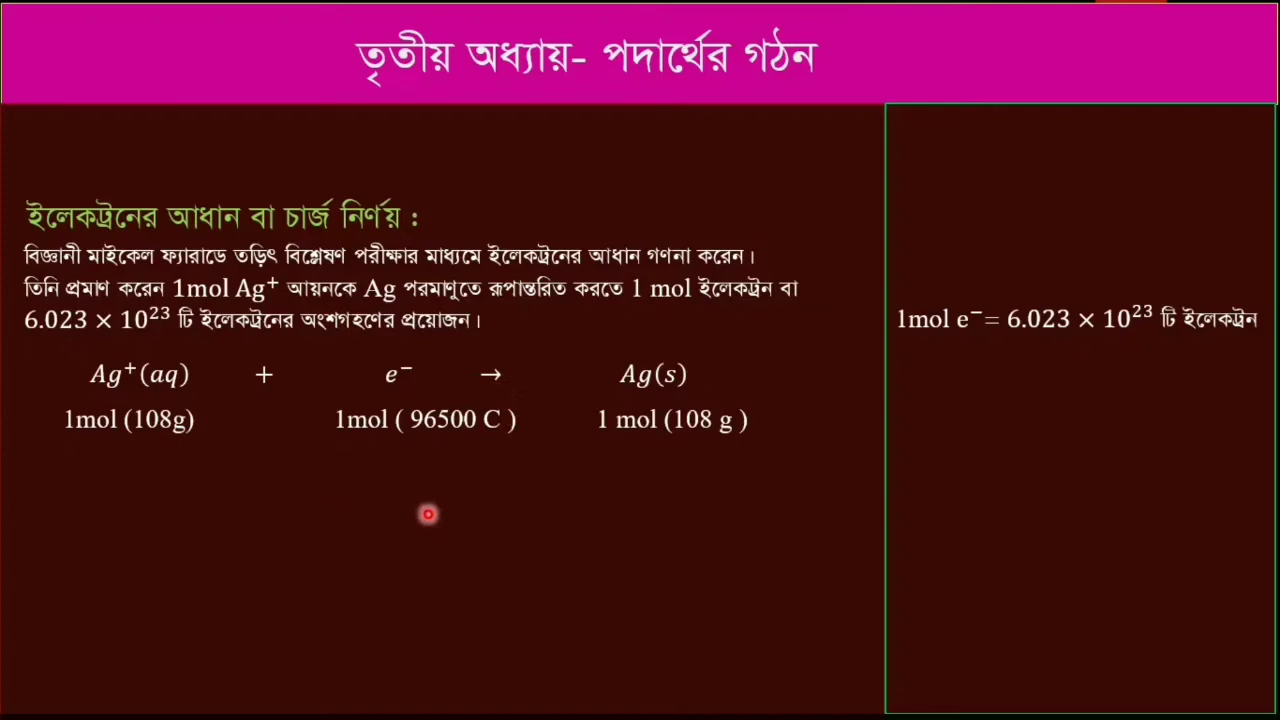 তৃতীয় অধ্যায়- পদার্থের গঠন
ইলেকট্রনের আধান বা চার্জ নির্ণয় :
বিজ্ঞানী মাইকেল ফ্যারাডে তড়িৎ বিশ্লেষণ পরীক্ষার মাধ্যমে ইলেকট্রনের আধান গণনা করেন।
তিনি প্রমাণ করেন 1mol Ag⁺ আয়নকে Ag পরমাণুতে রূপান্তরিত করতে 1 mol ইলেকট্রন বা
6.023 × 10²³ টি ইলেকট্রনের অংশগহণের প্রয়োজন।
Ag⁺(aq) + e⁻ → Ag(s)
1mol (108g) 1mol ( 96500 C ) 1 mol (108 g )
1mol e⁻= 6.023 × 10²³ টি ইলেকট্রন